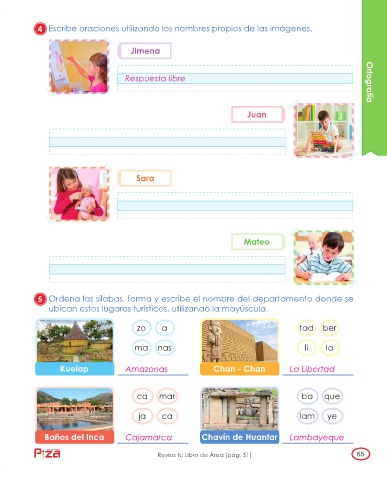 4 Escribe oraciones utilizando los nombres propios de las imágenes.
Jimena
Respuesta libre
Ortografía
Juan
3
Sara
Mateo
5 Ordena las sílabas, forma y escribe el nombre del departamento donde se
ubican estos lugares turísticos, utilizando la mayúscula.
zo a
ma nas
Kuelap Amazonas
tad ber
li la
Chan - Chan La Libertad
ca mar
ja ca
Baños del Inca Cajamarca
ba que
lam ye
Chavín de Huantar Lambayeque
Pizza
Revisa tu Libro de Área (pág. 51)
65